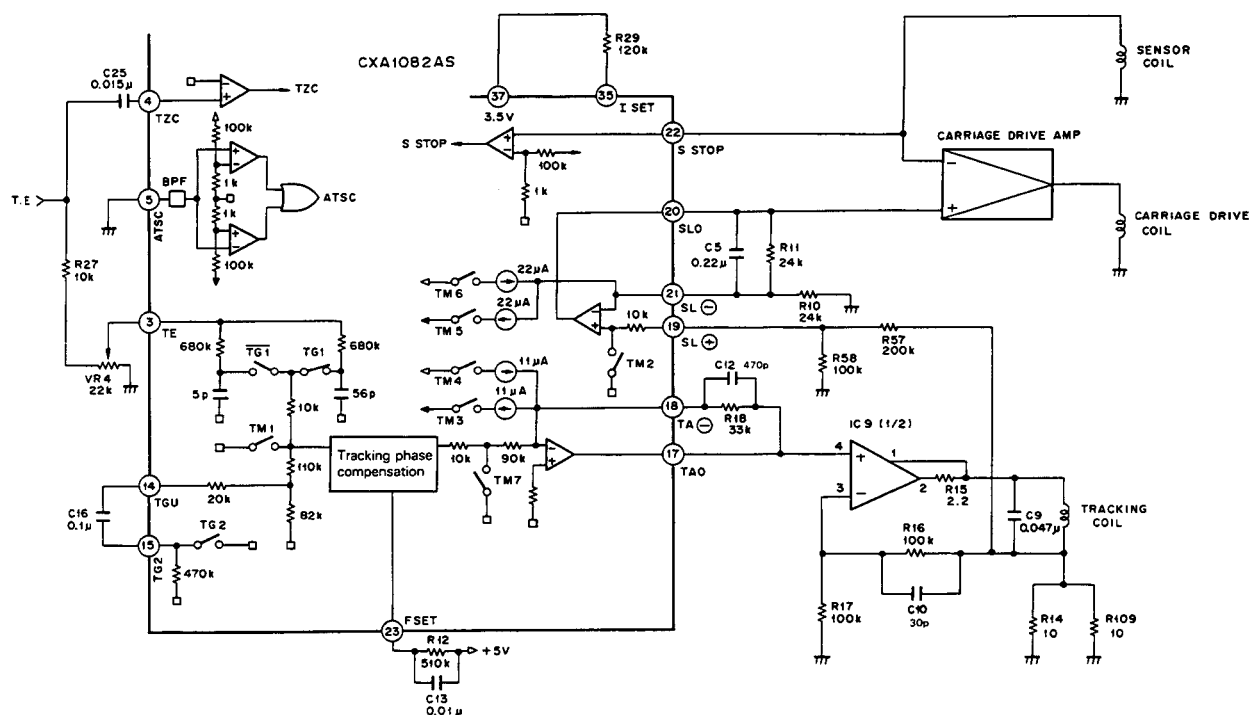 CXA1082AS
R29
120k
37
3.5V
35
I SET
C25
0.015μ
4
TZC
TZC
100k
5
ATSC
BPF
1k
1k
ATSC
100k
T.E
R27
10k
S STOP
100k
1k
22
S STOP
SENSOR
COIL
CARRIAGE DRIVE AMP
CARRIAGE DRIVE
COIL
20
SLO
C5
0.22μ
R11
24k
TM6
22μA
TM5
22μA
21
SL ⊖
R10
24k
10k
19
SL ⊕
TM2
R57
200k
R58
100k
3
TE
680k
TG1
TG1
680k
VR4
22k
5p
56p
10k
TM4
11μA
TM3
11μA
C12
470p
18
TA ⊖
R18
33k
TM1
110k
Tracking phase
compensation
10k
90k
TM7
17
TAO
IC9 (1/2)
4
3
1
2
R15
2.2
C9
0.047μ
TRACKING
COIL
14
TGU
20k
82k
C16
0.1μ
15
TG2
TG2
470k
R16
100k
C10
30p
R17
100k
R14
10
R109
10
23
FSET
R12
510k
+5V
C13
0.01μ